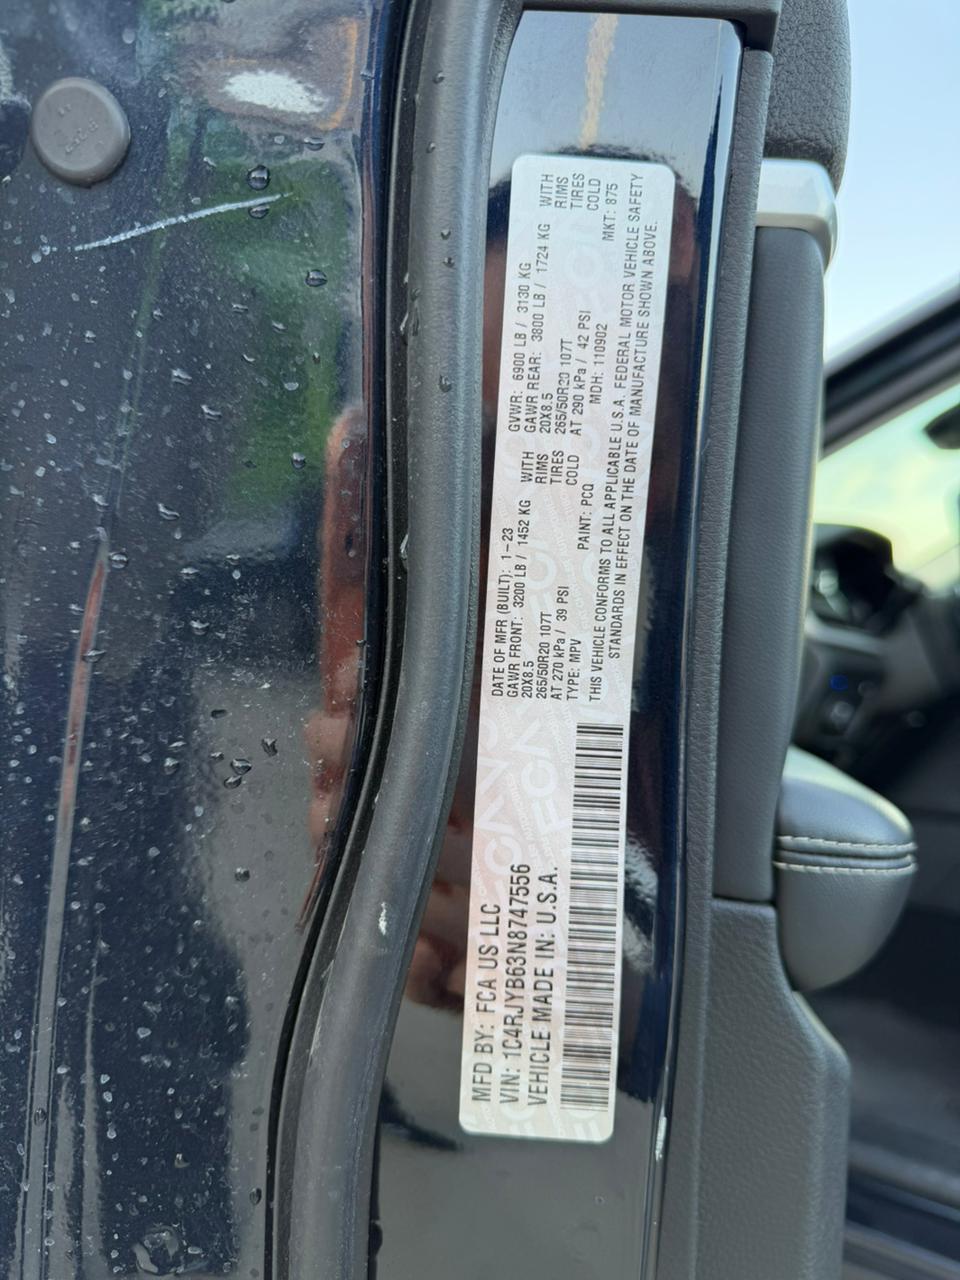 MFD BY: FCA US LLC
VIN: 1C4RJYB63N8747556
VEHICLE MADE IN: U.S.A.
DATE OF MFR (BUILT): 1-23 GVWR: 6900 LB / 3130 KG
GAWR FRONT: 3200 LB / 1452 KG WITH GAWR REAR: 3800 LB / 1724 KG WITH
20X8.5 RIMS 20X8.5 RIMS
265/50R20 107T TIRES 265/50R20 107T TIRES
AT 270 kPa / 39 PSI COLD AT 290 kPa / 42 PSI COLD
TYPE: MPV PAINT: PCQ MDH: 110902 MKT: 875
THIS VEHICLE CONFORMS TO ALL APPLICABLE U.S.A. FEDERAL MOTOR VEHICLE SAFETY
STANDARDS IN EFFECT ON THE DATE OF MANUFACTURE SHOWN ABOVE.